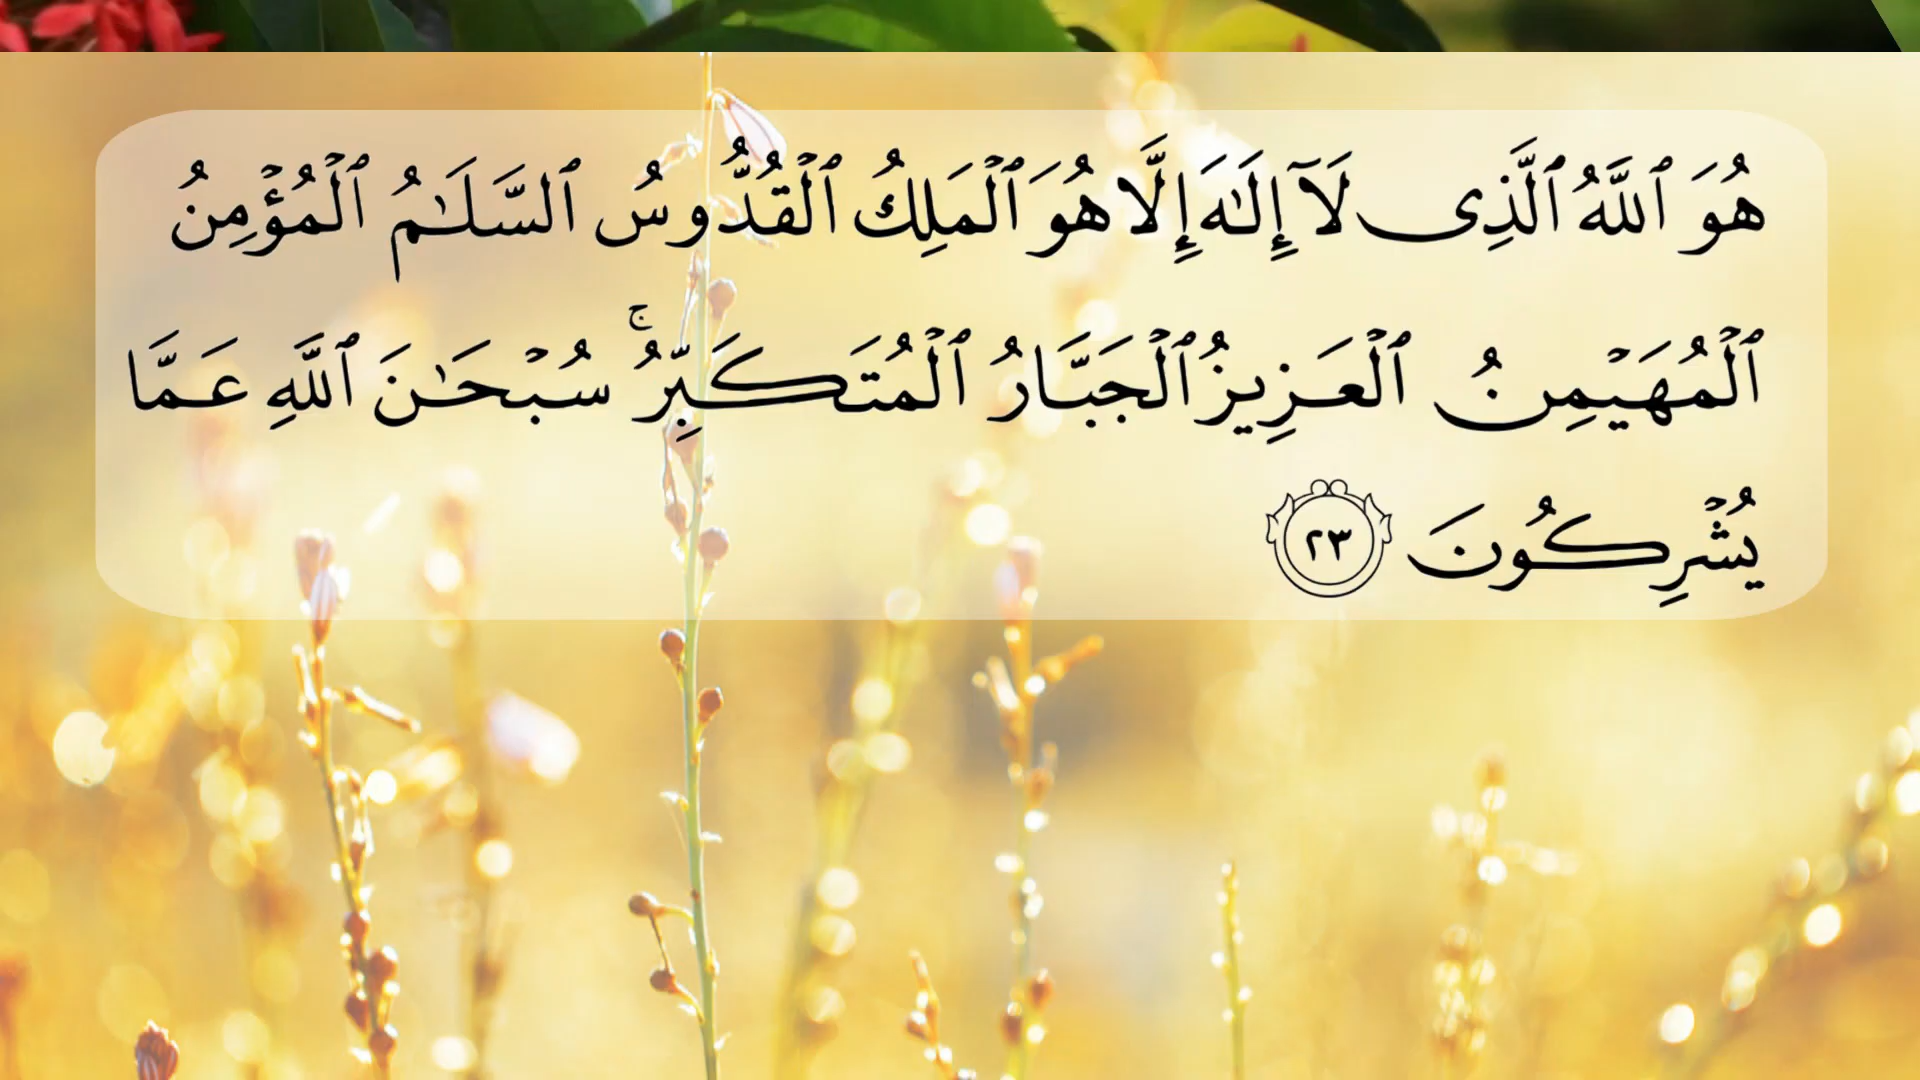 هُوَ ٱللَّهُ ٱلَّذِى لَآ إِلَـٰهَ إِلَّا هُوَ ٱلْمَلِكُ ٱلْقُدُّوسُ ٱلسَّلَـٰمُ ٱلْمُؤْمِنُ
ٱلْمُهَيْمِنُ ٱلْعَزِيزُ ٱلْجَبَّارُ ٱلْمُتَكَبِّرُ ۚ سُبْحَـٰنَ ٱللَّهِ عَمَّا
يُشْرِكُونَ ٢٣